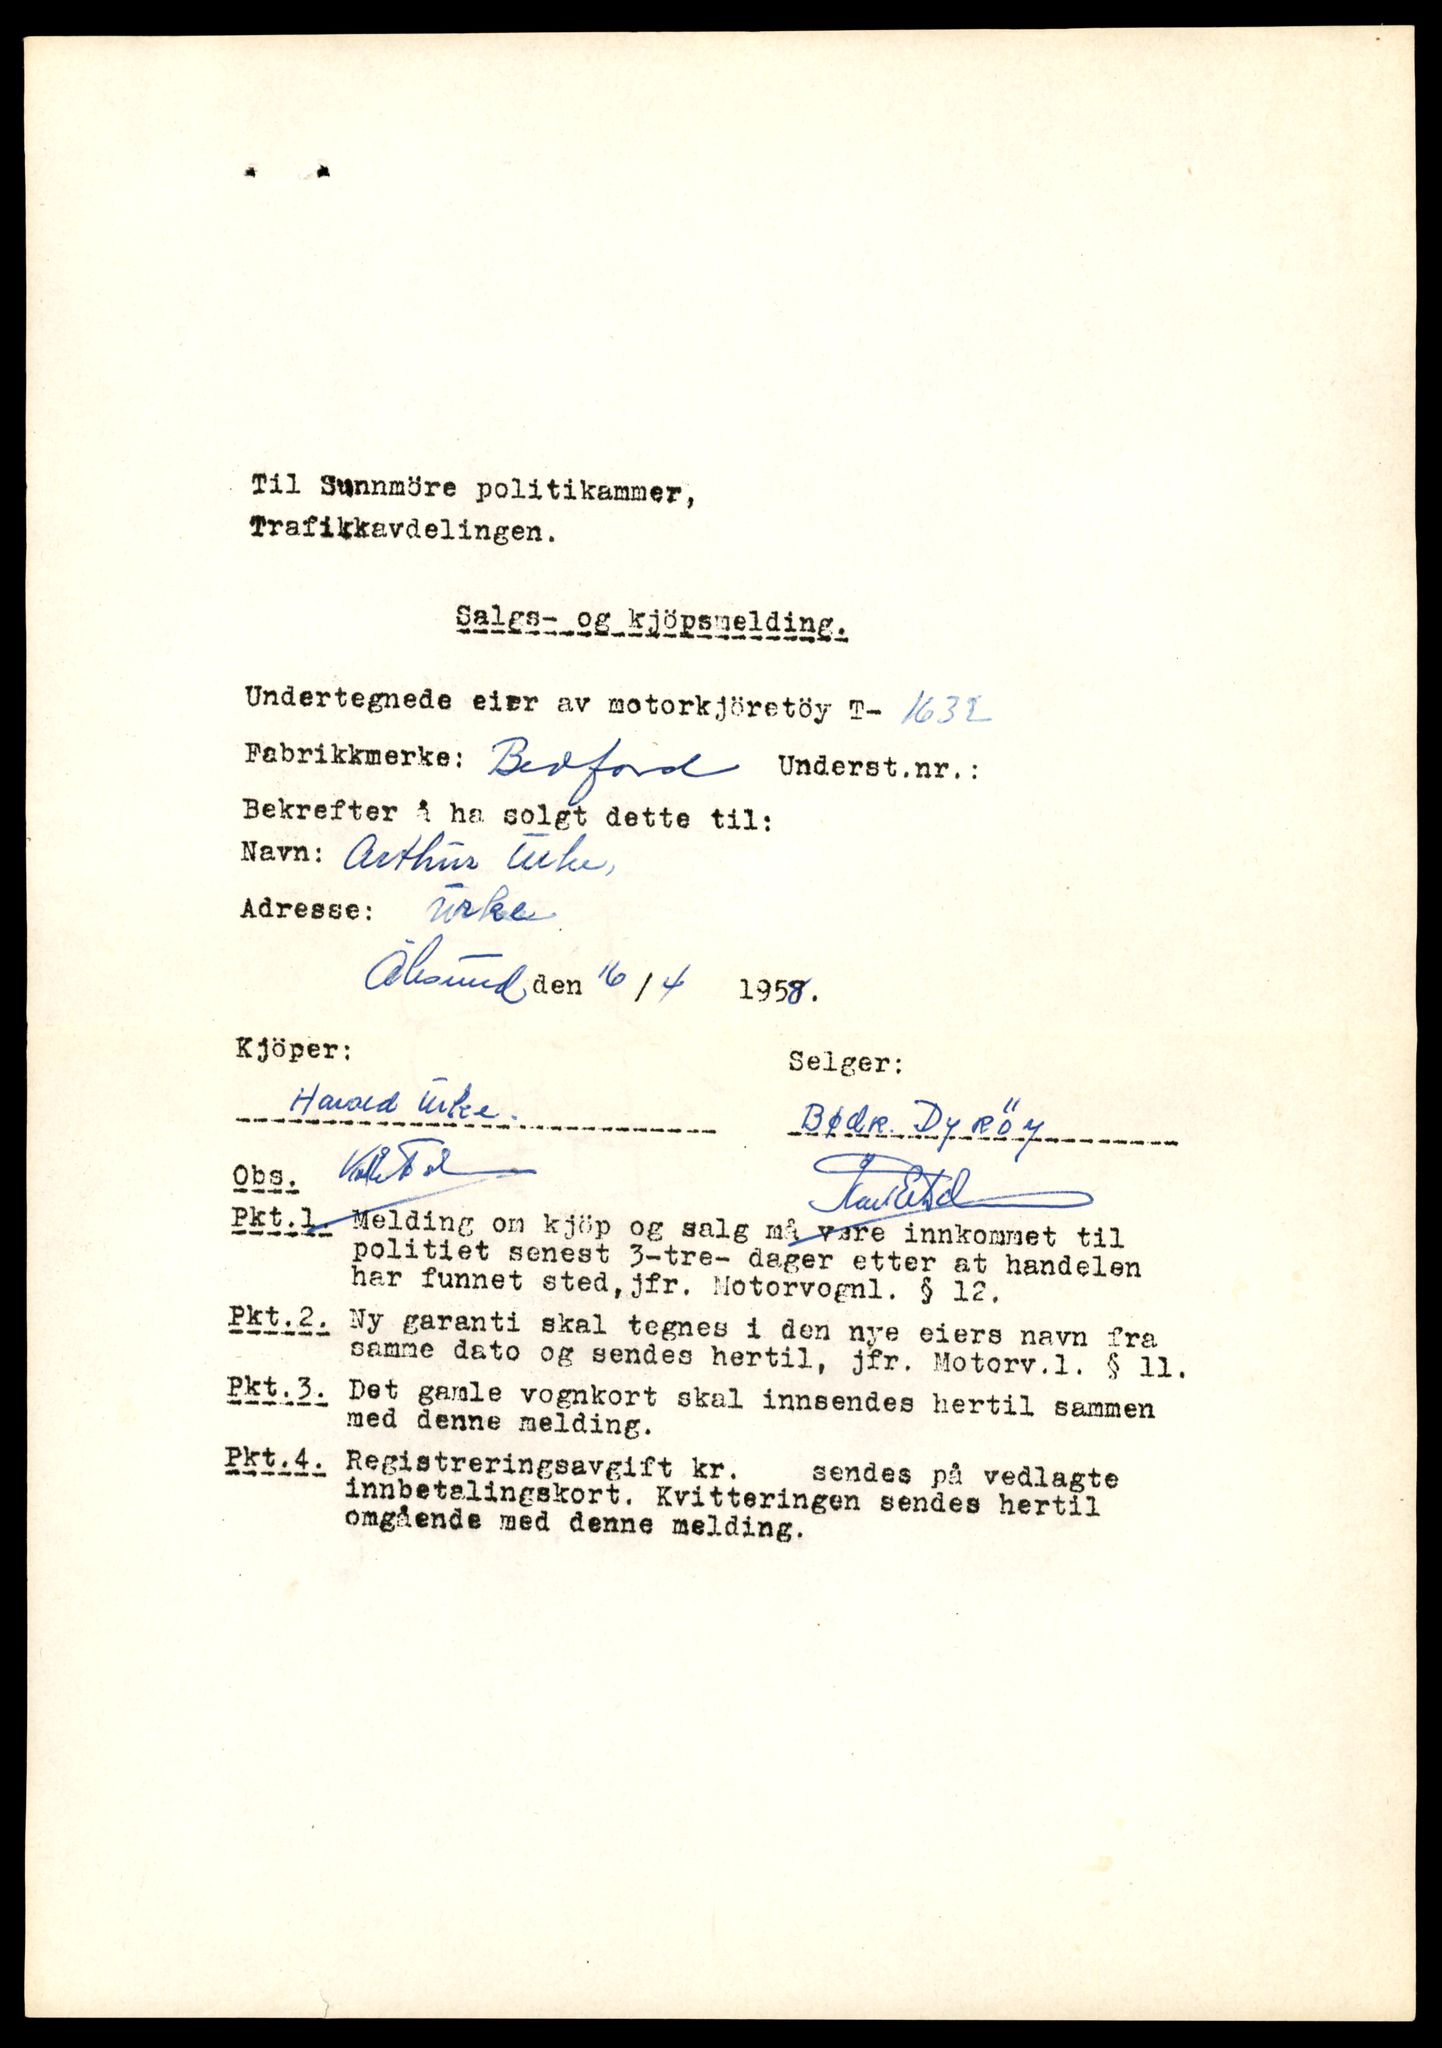 Til Sunnmöre politikammer,
Trafikkavdelingen.
Salgs- og kjöpsmelding.
Undertegnede eier av motorkjöretöy T- 1632
Fabrikkmerke: Bedford Underst.nr.:
Bekrefter å ha solgt dette til:
Navn: Arthur Urke,
Adresse: Urke
Ålesund den 16/4 1958.
Kjöper: Selger:
Harald Urke. Brødr. Dyröy
Obs.
Pkt.1. Melding om kjöp og salg må være innkommet til
politiet senest 3-tre- dager etter at handelen
har funnet sted, jfr. Motorvognl. § 12.
Pkt.2. Ny garanti skal tegnes i den nye eiers navn fra
samme dato og sendes hertil, jfr. Motorv.l. § 11.
Pkt.3. Det gamle vognkort skal innsendes hertil sammen
med denne melding.
Pkt.4. Registreringsavgift kr. sendes på vedlagte
innbetalingskort. Kvitteringen sendes hertil
omgående med denne melding.